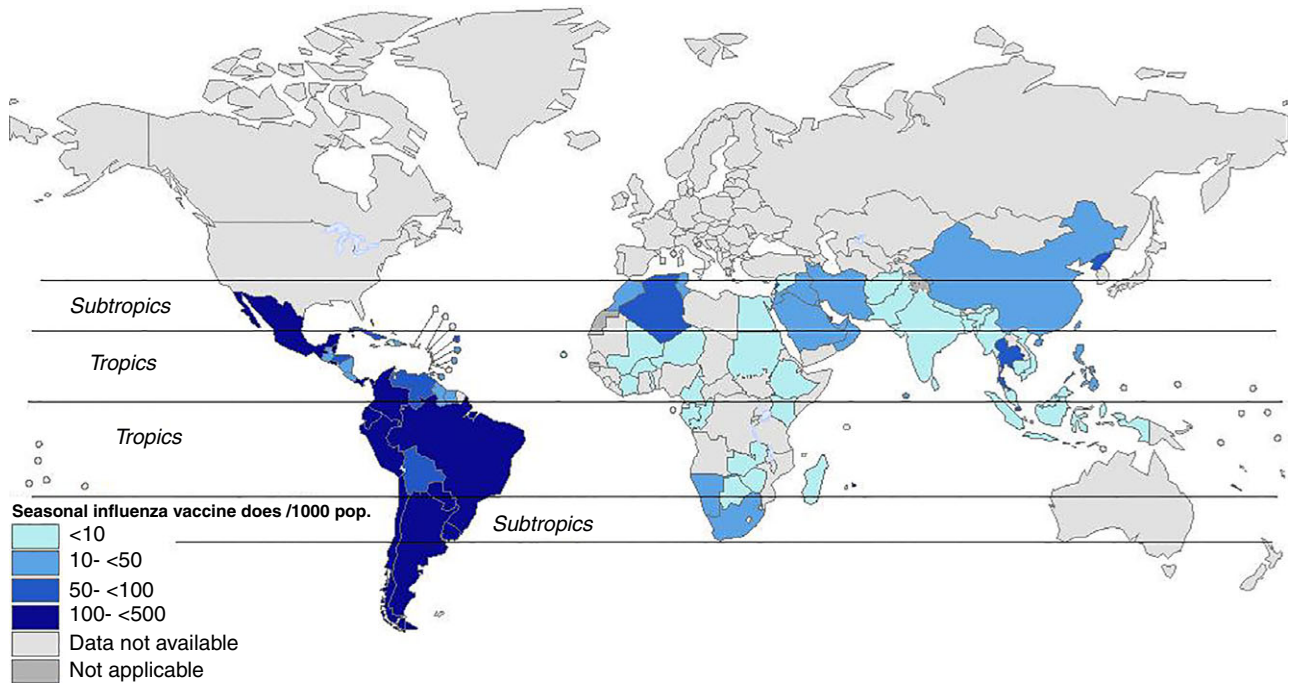 Subtropics
Tropics
Tropics
Subtropics
Seasonal influenza vaccine does /1000 pop.
<10
10- <50
50- <100
100- <500
Data not available
Not applicable